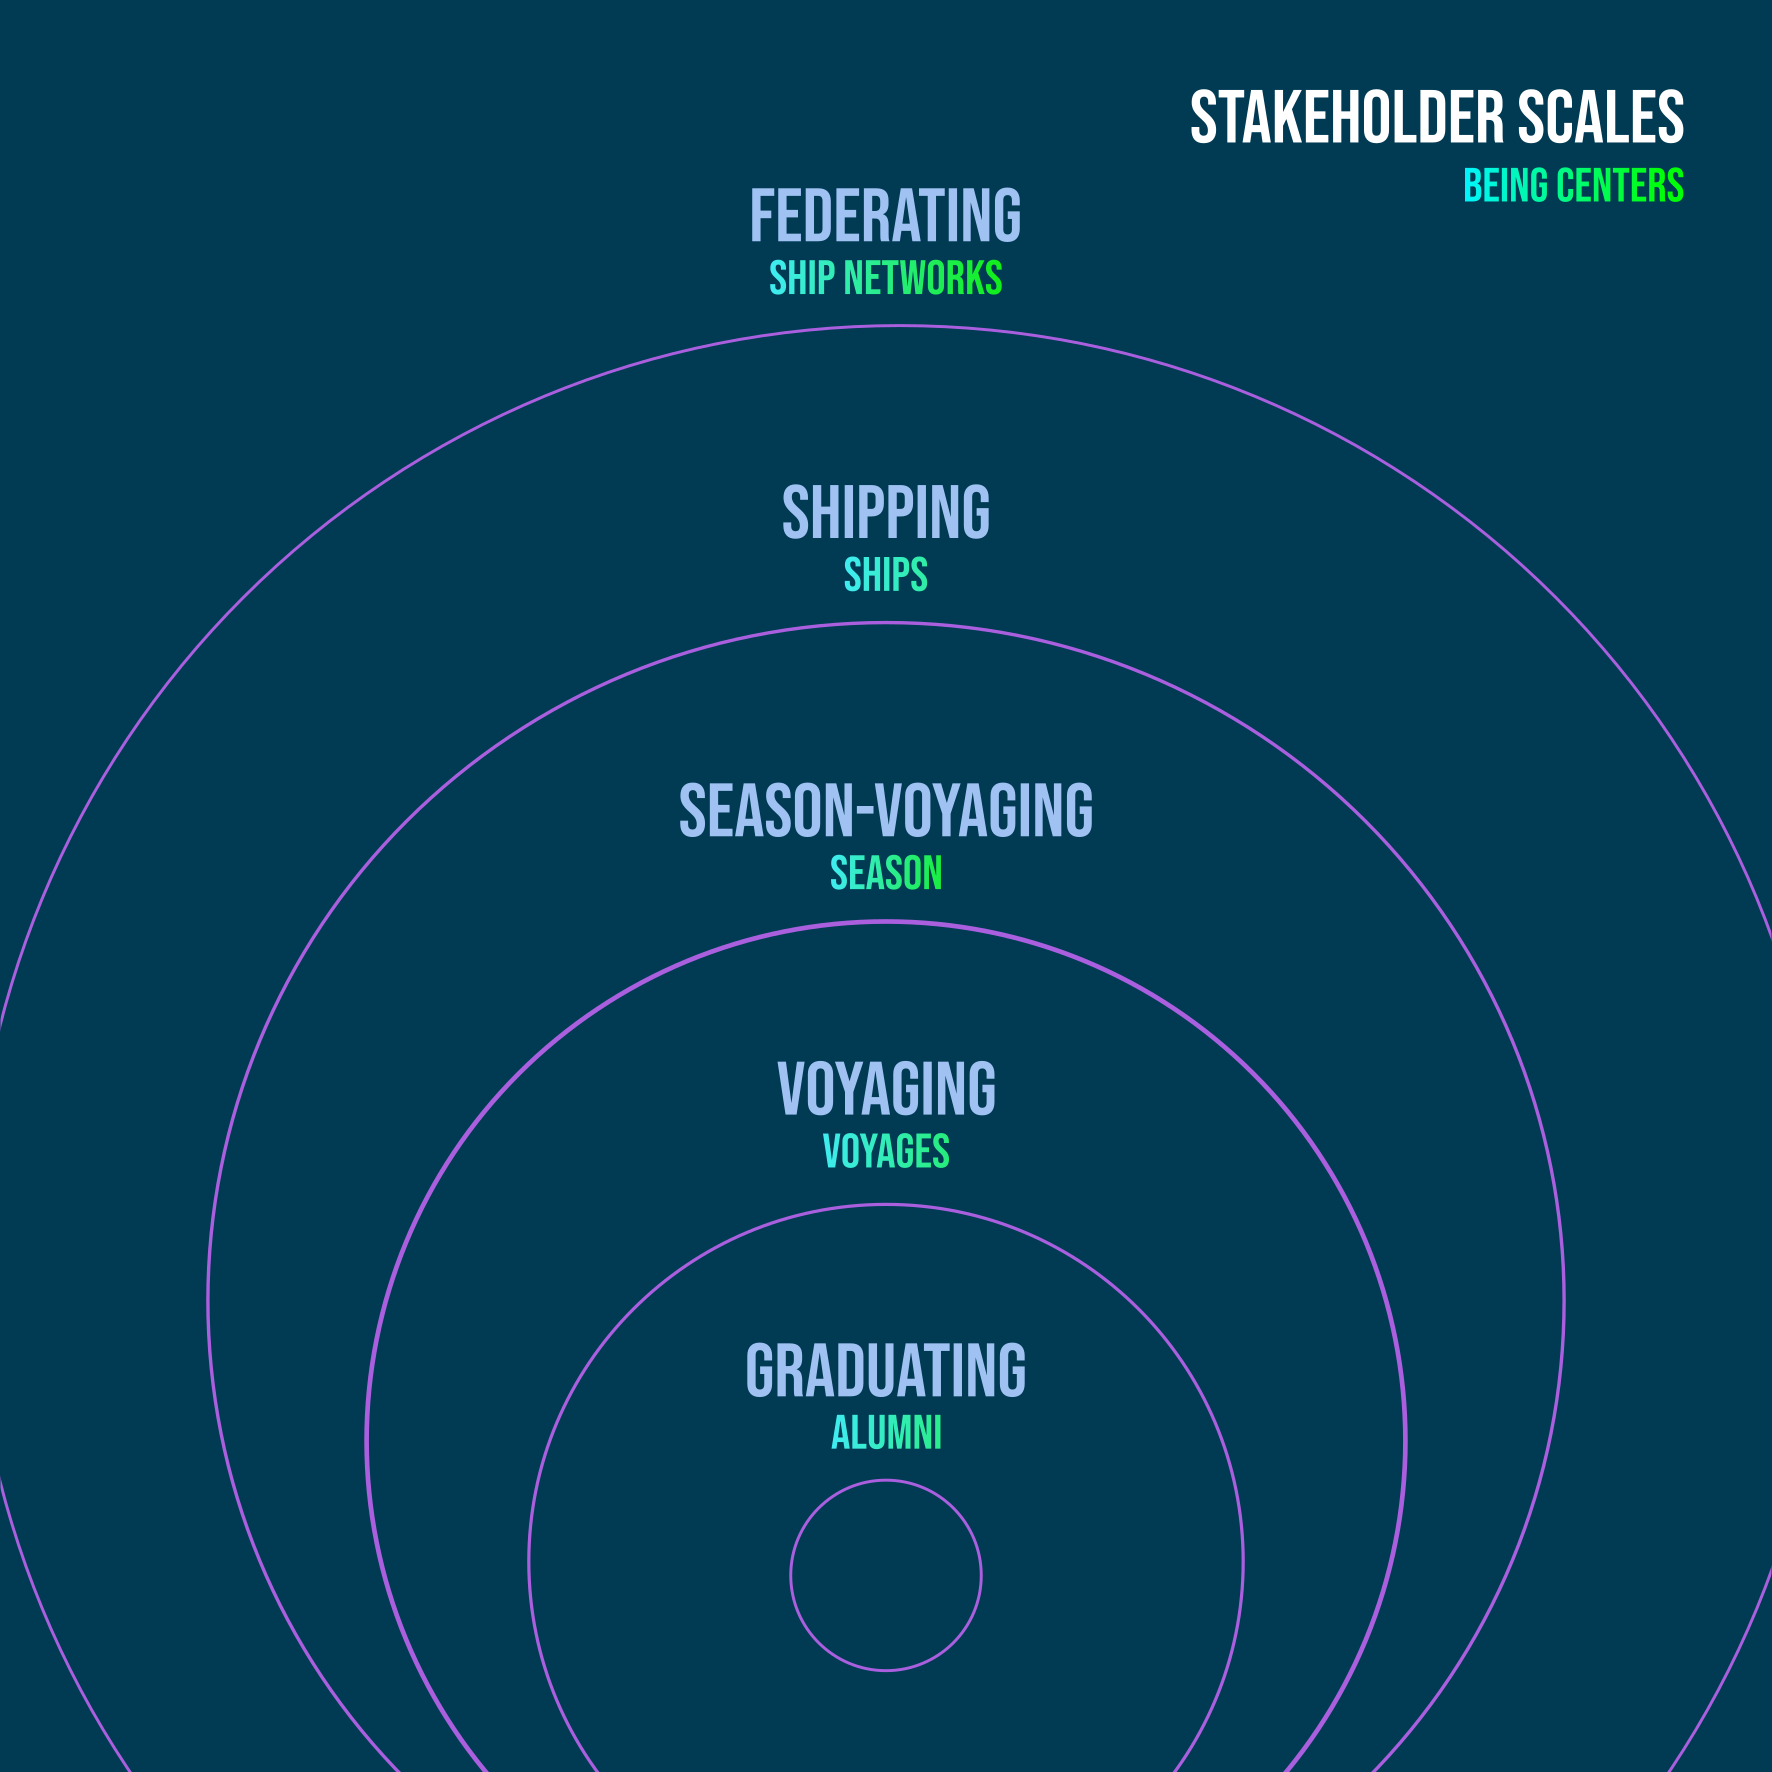 STAKEHOLDER SCALES
BEING CENTERS
FEDERATING
SHIP NETWORKS
SHIPPING
SHIPS
SEASON-VOYAGING
SEASON
VOYAGING
VOYAGES
GRADUATING
ALUMNI